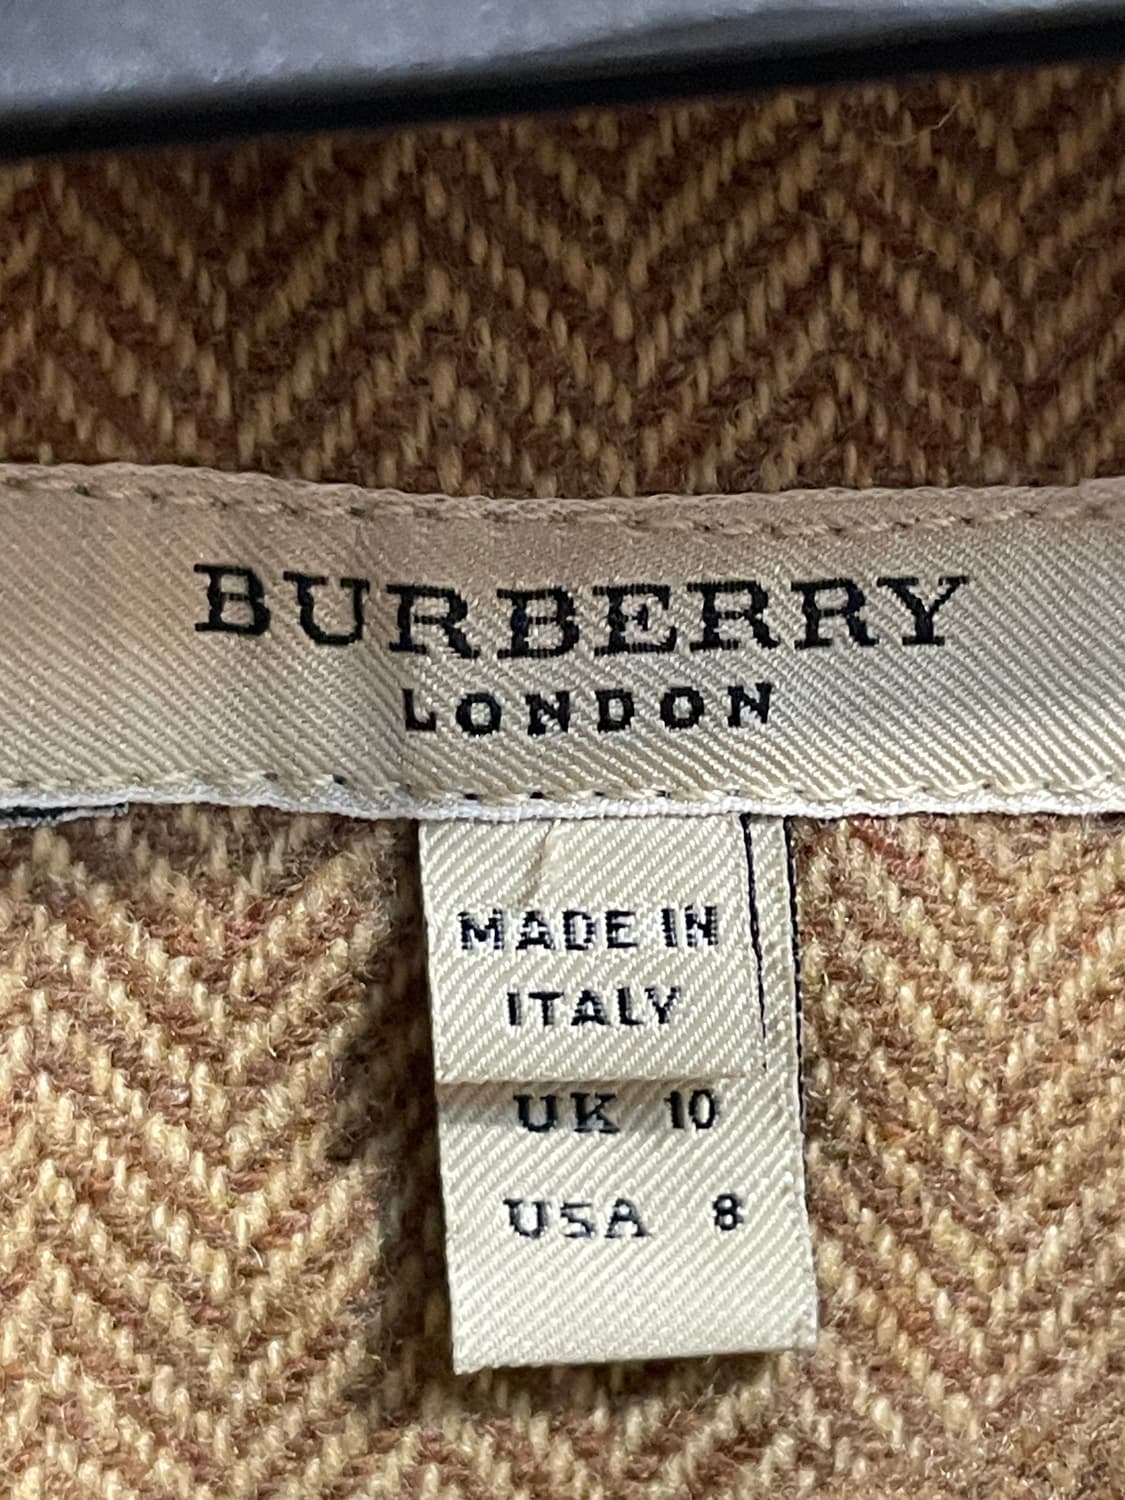 BURBERRY
LONDON
MADE IN
ITALY
UK 10
USA 8